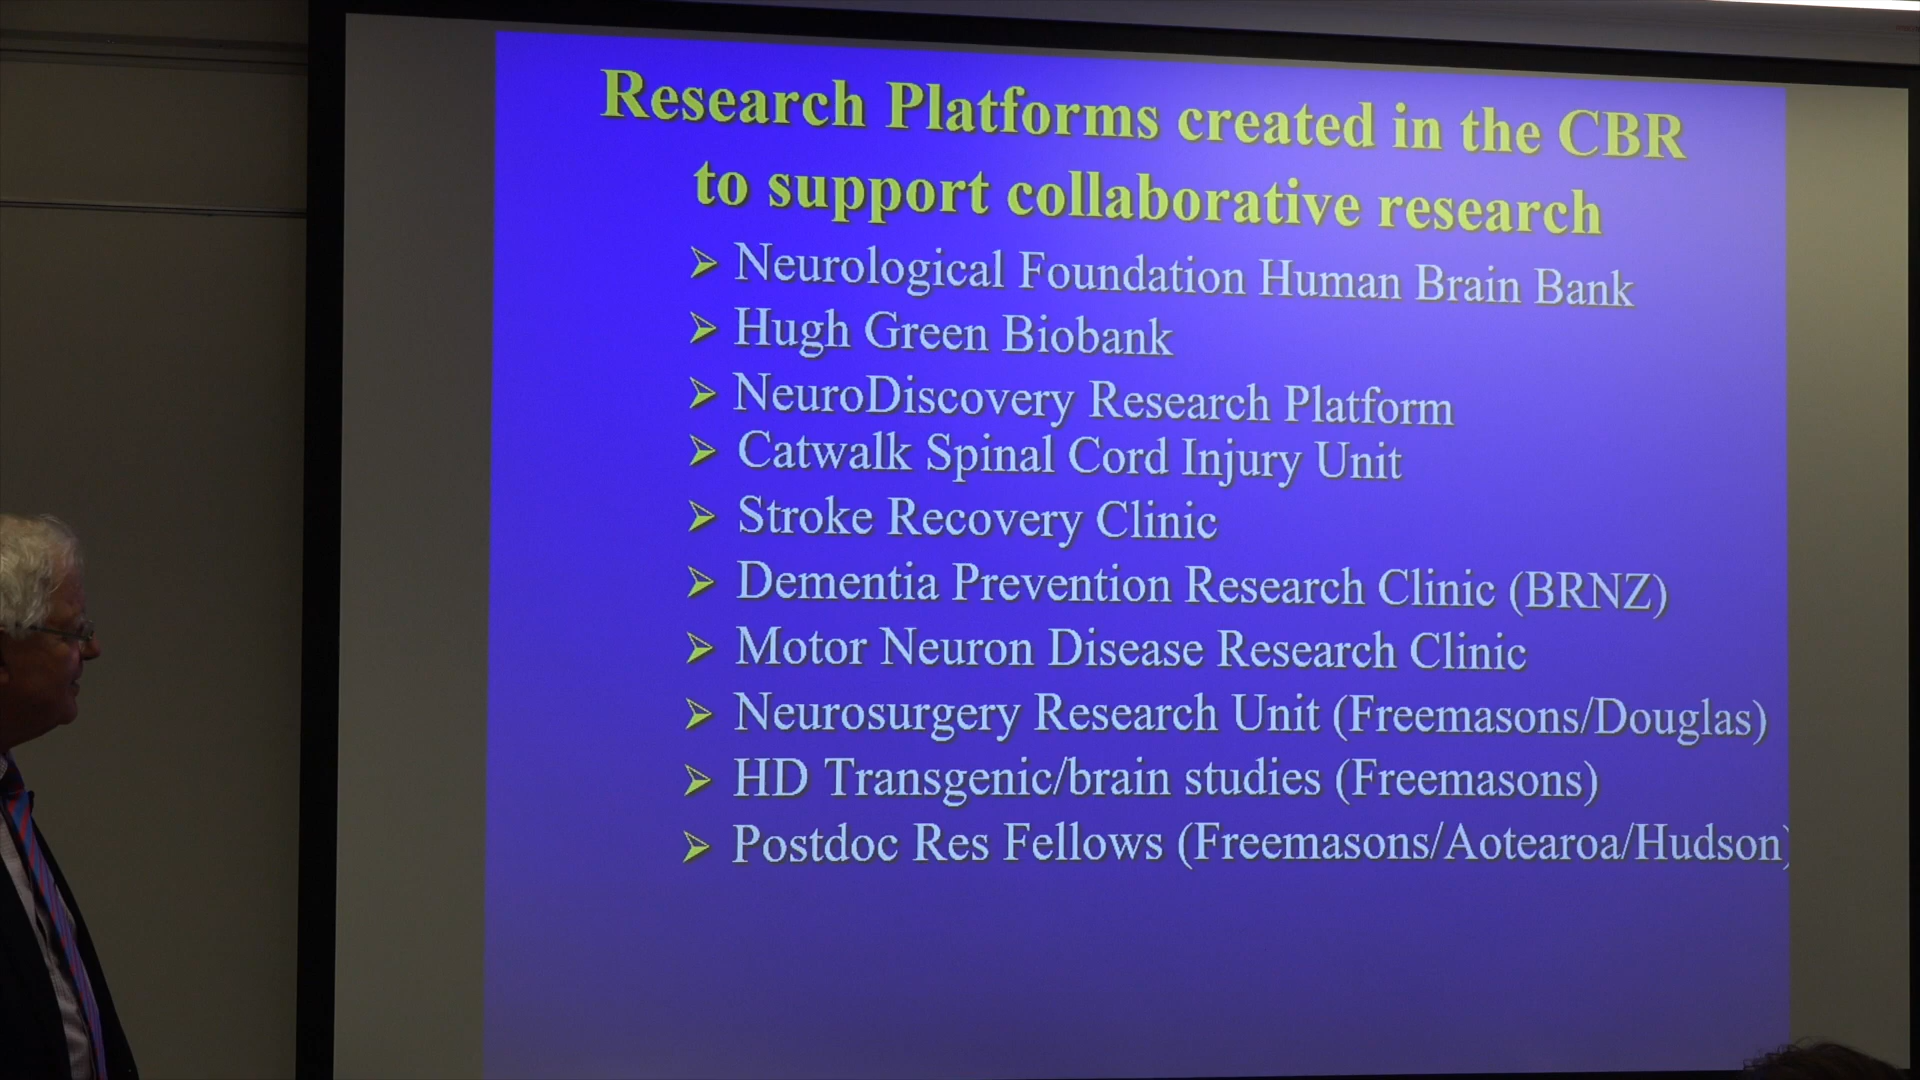 Research Platforms created in the CBR
to support collaborative research
➢ Neurological Foundation Human Brain Bank
➢ Hugh Green Biobank
➢ NeuroDiscovery Research Platform
➢ Catwalk Spinal Cord Injury Unit
➢ Stroke Recovery Clinic
➢ Dementia Prevention Research Clinic (BRNZ)
➢ Motor Neuron Disease Research Clinic
➢ Neurosurgery Research Unit (Freemasons/Douglas)
➢ HD Transgenic/brain studies (Freemasons)
➢ Postdoc Res Fellows (Freemasons/Aotearoa/Hudson)